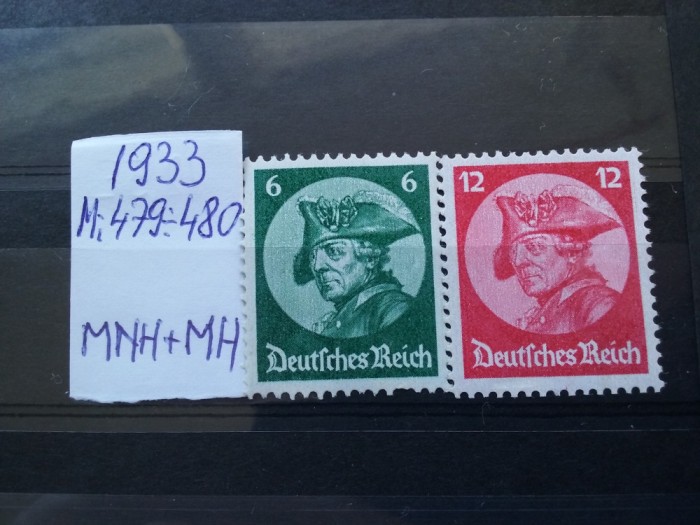 1933
M:479-480
MNH+MH
6 6
Deutsches Reich
12 12
Deutsches Reich